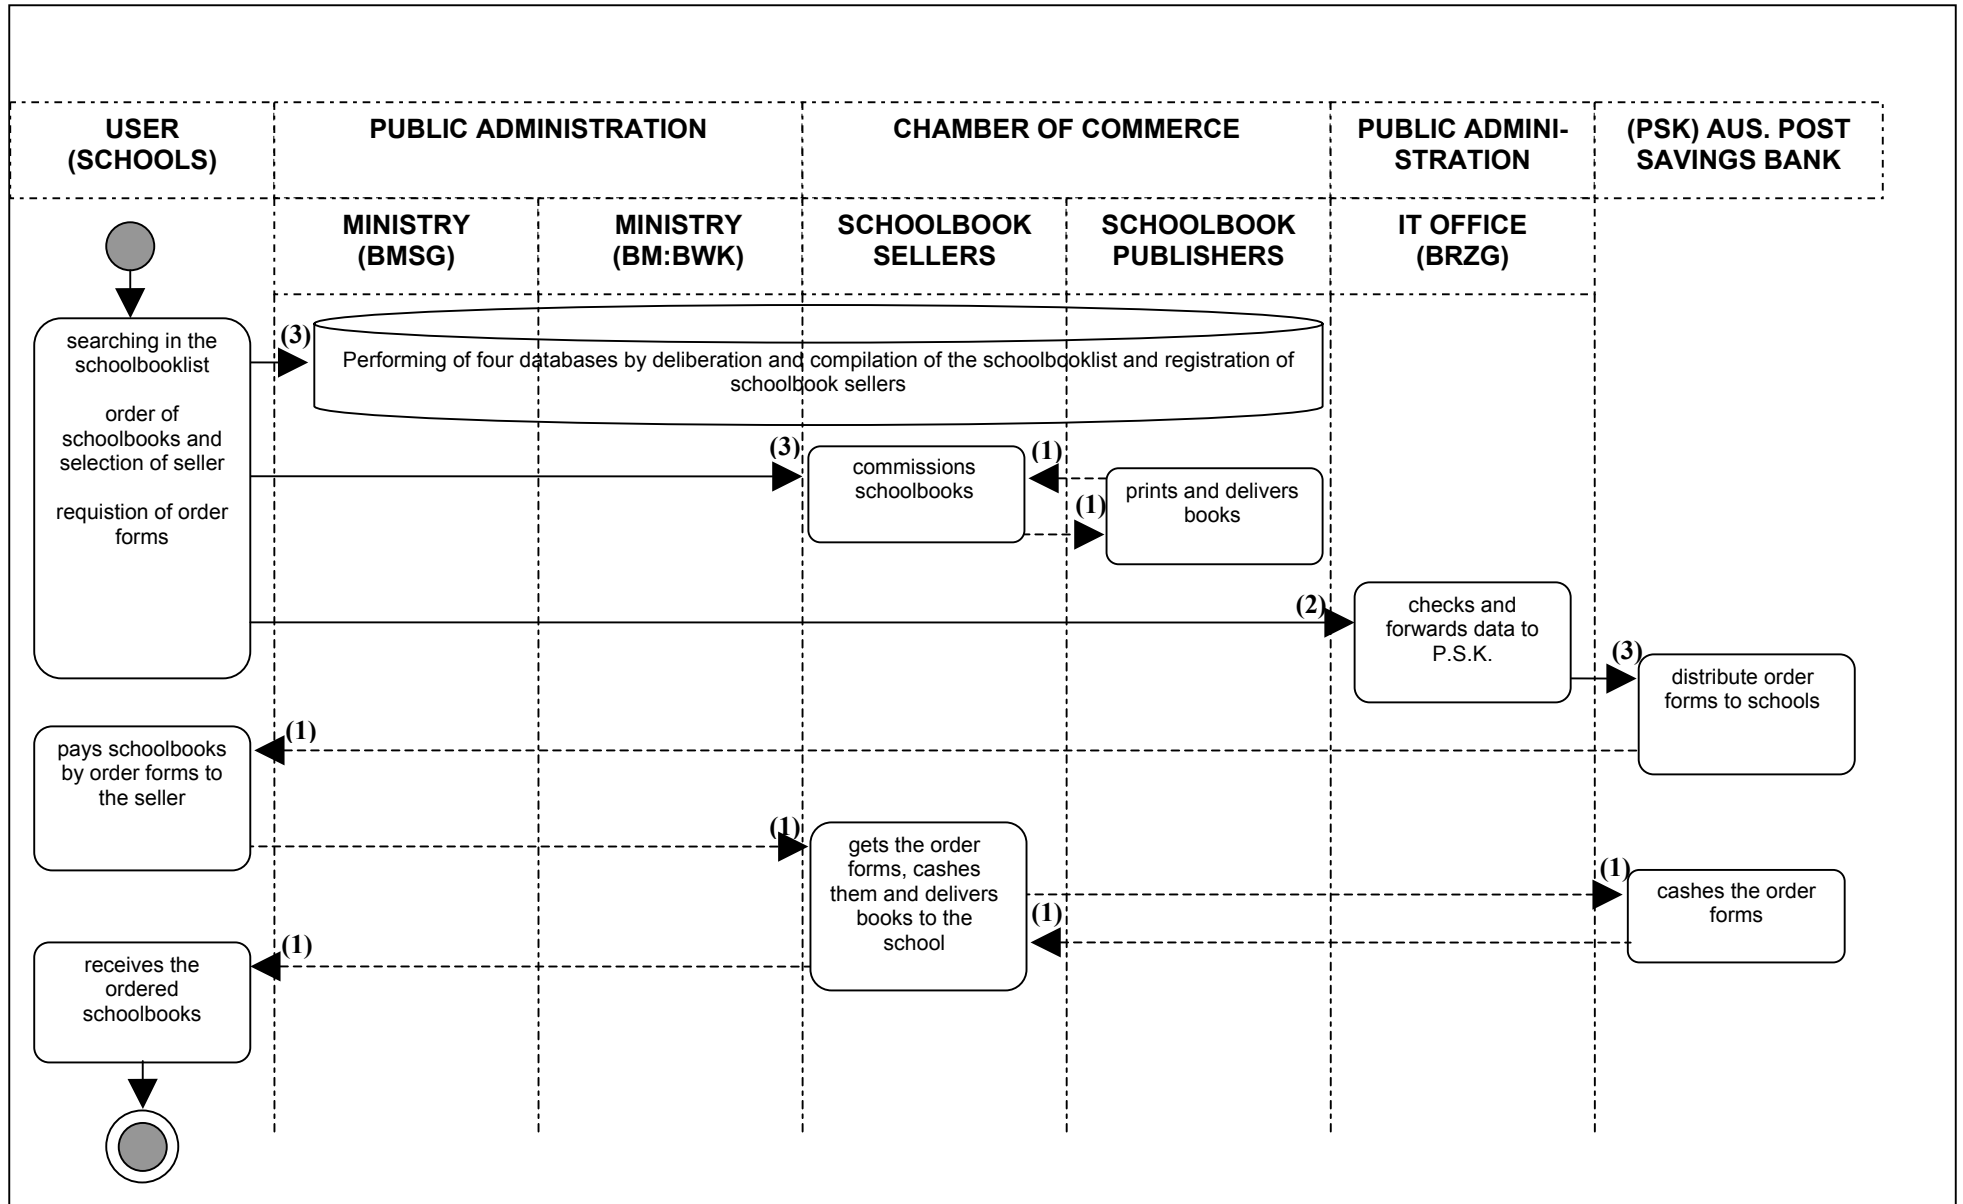 USER
(SCHOOLS)
PUBLIC ADMINISTRATION
CHAMBER OF COMMERCE
PUBLIC ADMINI-
STRATION
(PSK) AUS. POST
SAVINGS BANK
MINISTRY
(BMSG)
MINISTRY
(BM:BWK)
SCHOOLBOOK
SELLERS
SCHOOLBOOK
PUBLISHERS
IT OFFICE
(BRZG)
searching in the
schoolbooklist
order of
schoolbooks and
selection of seller
requistion of order
forms
(3)
Performing of four databases by deliberation and compilation of the schoolbooklist and registration of
schoolbook sellers
(3)
commissions
schoolbooks
(1)
(1)
prints and delivers
books
(2)
checks and
forwards data to
P.S.K.
(3)
distribute order
forms to schools
(1)
pays schoolbooks
by order forms to
the seller
(1)
gets the order
forms, cashes
them and delivers
books to the
school
(1)
cashes the order
forms
(1)
(1)
receives the
ordered
schoolbooks